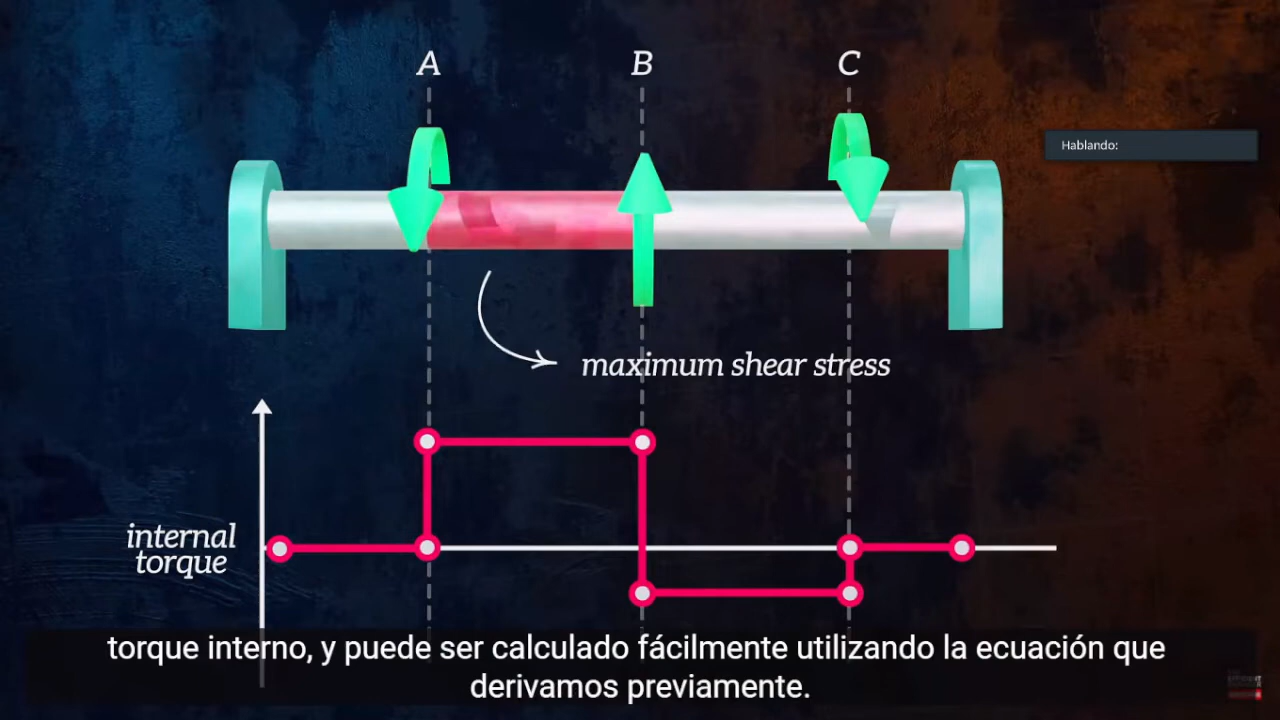 A
B
C
Hablando:
maximum shear stress
internal
torque
torque interno, y puede ser calculado fácilmente utilizando la ecuación que
derivamos previamente.